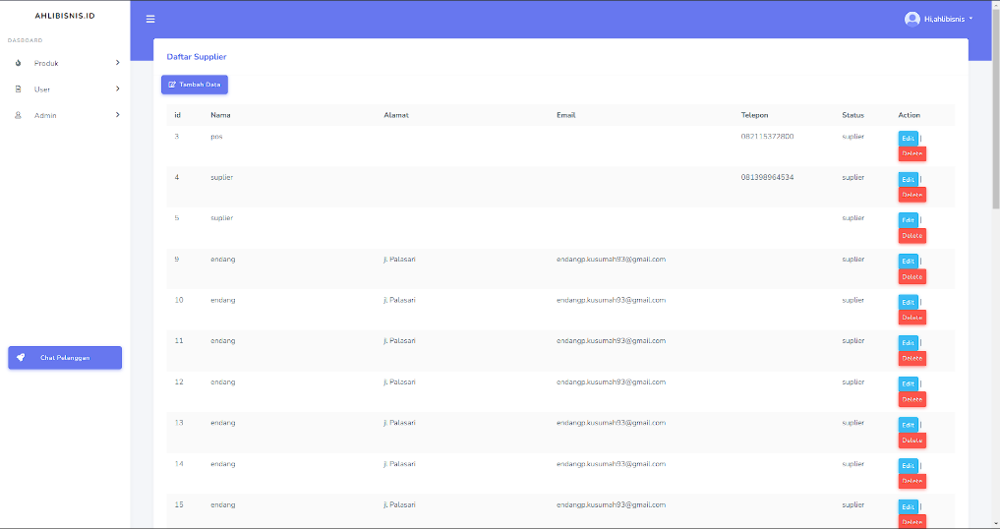 AHLIBISNIS.ID
Hi,ahlibisnis
DASBOARD
Produk
User
Admin
Chat Pelanggan
Daftar Supplier
Tambah Data
id Nama Alamat Email Telepon Status Action
3 pos 082115372800 suplier Edit |
Delete
4 suplier 081398964534 suplier Edit |
Delete
5 suplier suplier Edit |
Delete
9 endang jl.Palasari endangp.kusumah93@gmail.com suplier Edit |
Delete
10 endang jl.Palasari endangp.kusumah93@gmail.com suplier Edit |
Delete
11 endang jl.Palasari endangp.kusumah93@gmail.com suplier Edit |
Delete
12 endang jl.Palasari endangp.kusumah93@gmail.com suplier Edit |
Delete
13 endang jl.Palasari endangp.kusumah93@gmail.com suplier Edit |
Delete
14 endang jl.Palasari endangp.kusumah93@gmail.com suplier Edit |
Delete
15 endang jl.Palasari endangp.kusumah93@gmail.com suplier Edit |
Delete